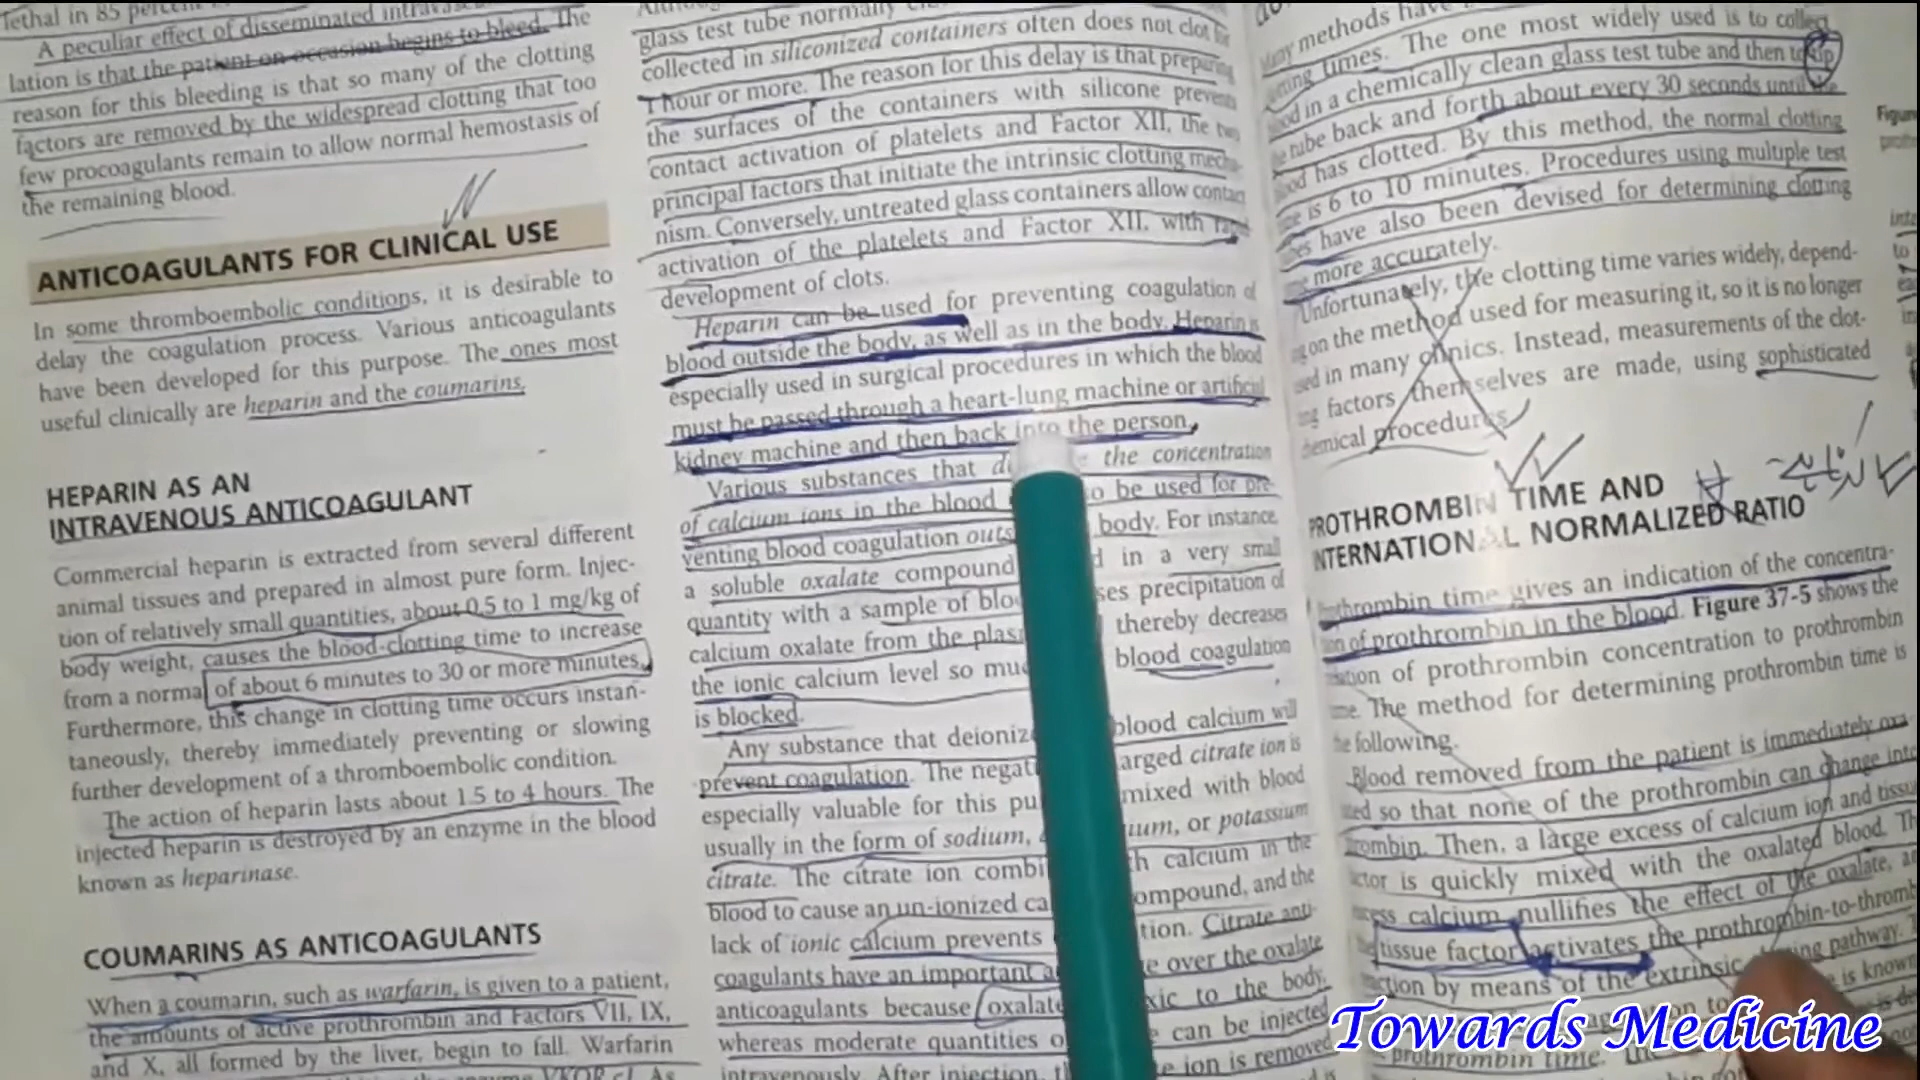 lethal in 85 percent
A peculiar effect of disseminated
lation is that the patient on occasion begins to bleed. The
reason for this bleeding is that so many of the clotting
factors are removed by the widespread clotting that too
few procoagulants remain to allow normal hemostasis of
the remaining blood.
ANTICOAGULANTS FOR CLINICAL USE
In some thromboembolic conditions, it is desirable to
delay the coagulation process. Various anticoagulants
have been developed for this purpose. The ones most
useful clinically are heparin and the coumarins.
HEPARIN AS AN
INTRAVENOUS ANTICOAGULANT
Commercial heparin is extracted from several different
animal tissues and prepared in almost pure form. Injec-
tion of relatively small quantities, about 0.5 to 1 mg/kg of
body weight, causes the blood-clotting time to increase
from a normal of about 6 minutes to 30 or more minutes.
Furthermore, this change in clotting time occurs instan-
taneously, thereby immediately preventing or slowing
further development of a thromboembolic condition.
The action of heparin lasts about 1.5 to 4 hours. The
injected heparin is destroyed by an enzyme in the blood
known as heparinase.
COUMARINS AS ANTICOAGULANTS
When a coumarin, such as warfarin, is given to a patient,
the amounts of active prothrombin and Factors VII, IX,
and X, all formed by the liver, begin to fall. Warfarin
glass test tube normally
collected in siliconized containers often does not clot for
1 hour or more. The reason for this delay is that preparing
the surfaces of the containers with silicone prevents
contact activation of platelets and Factor XII, the two
principal factors that initiate the intrinsic clotting mecha-
nism. Conversely, untreated glass containers allow contact
activation of the platelets and Factor XII, with rapid
development of clots.
Heparin can be used for preventing coagulation of
blood outside the body, as well as in the body. Heparin is
especially used in surgical procedures in which the blood
must be passed through a heart-lung machine or artificial
kidney machine and then back into the person.
Various substances that the concentration
of calcium ions in the blood be used for pre-
venting blood coagulation body. For instance,
a soluble oxalate compound in a very small
quantity with a sample of precipitation of
calcium oxalate from the thereby decreases
the ionic calcium level so blood coagulation
is blocked.
Any substance that blood calcium will
prevent coagulation. The citrate ion is
especially valuable for this mixed with blood
usually in the form of sodium, or potassium
citrate. The citrate ion calcium in the
blood to cause an un-ionized and the
lack of ionic calcium prevents Citrate anti-
coagulants have an important over the oxalate
anticoagulants because oxalate to the body,
whereas moderate quantities can be injected
intravenously. After injection, ion is removed
many methods have
The one most widely used is to collect
in a chemically clean glass test tube and then to tip
tube back and forth about every 30 seconds until
has clotted. By this method, the normal clotting
is 6 to 10 minutes. Procedures using multiple test
have also been devised for determining clotting
more accurately.
Unfortunately, the clotting time varies widely, depend-
on the method used for measuring it, so it is no longer
in many clinics. Instead, measurements of the clot-
factors themselves are made, using sophisticated
chemical procedures.
PROTHROMBIN TIME AND
INTERNATIONAL NORMALIZED RATIO
Prothrombin time gives an indication of the concentra-
of prothrombin in the blood. Figure 37-5 shows the
of prothrombin concentration to prothrombin
The method for determining prothrombin time is
the following.
Blood removed from the patient is immediately
so that none of the prothrombin can change into
Then, a large excess of calcium ion and tissue
is quickly mixed with the oxalated blood.
calcium nullifies the effect of the oxalate,
tissue factor activates the
by means of the extrinsic pathway.
is known
prothrombin time.
Towards Medicine